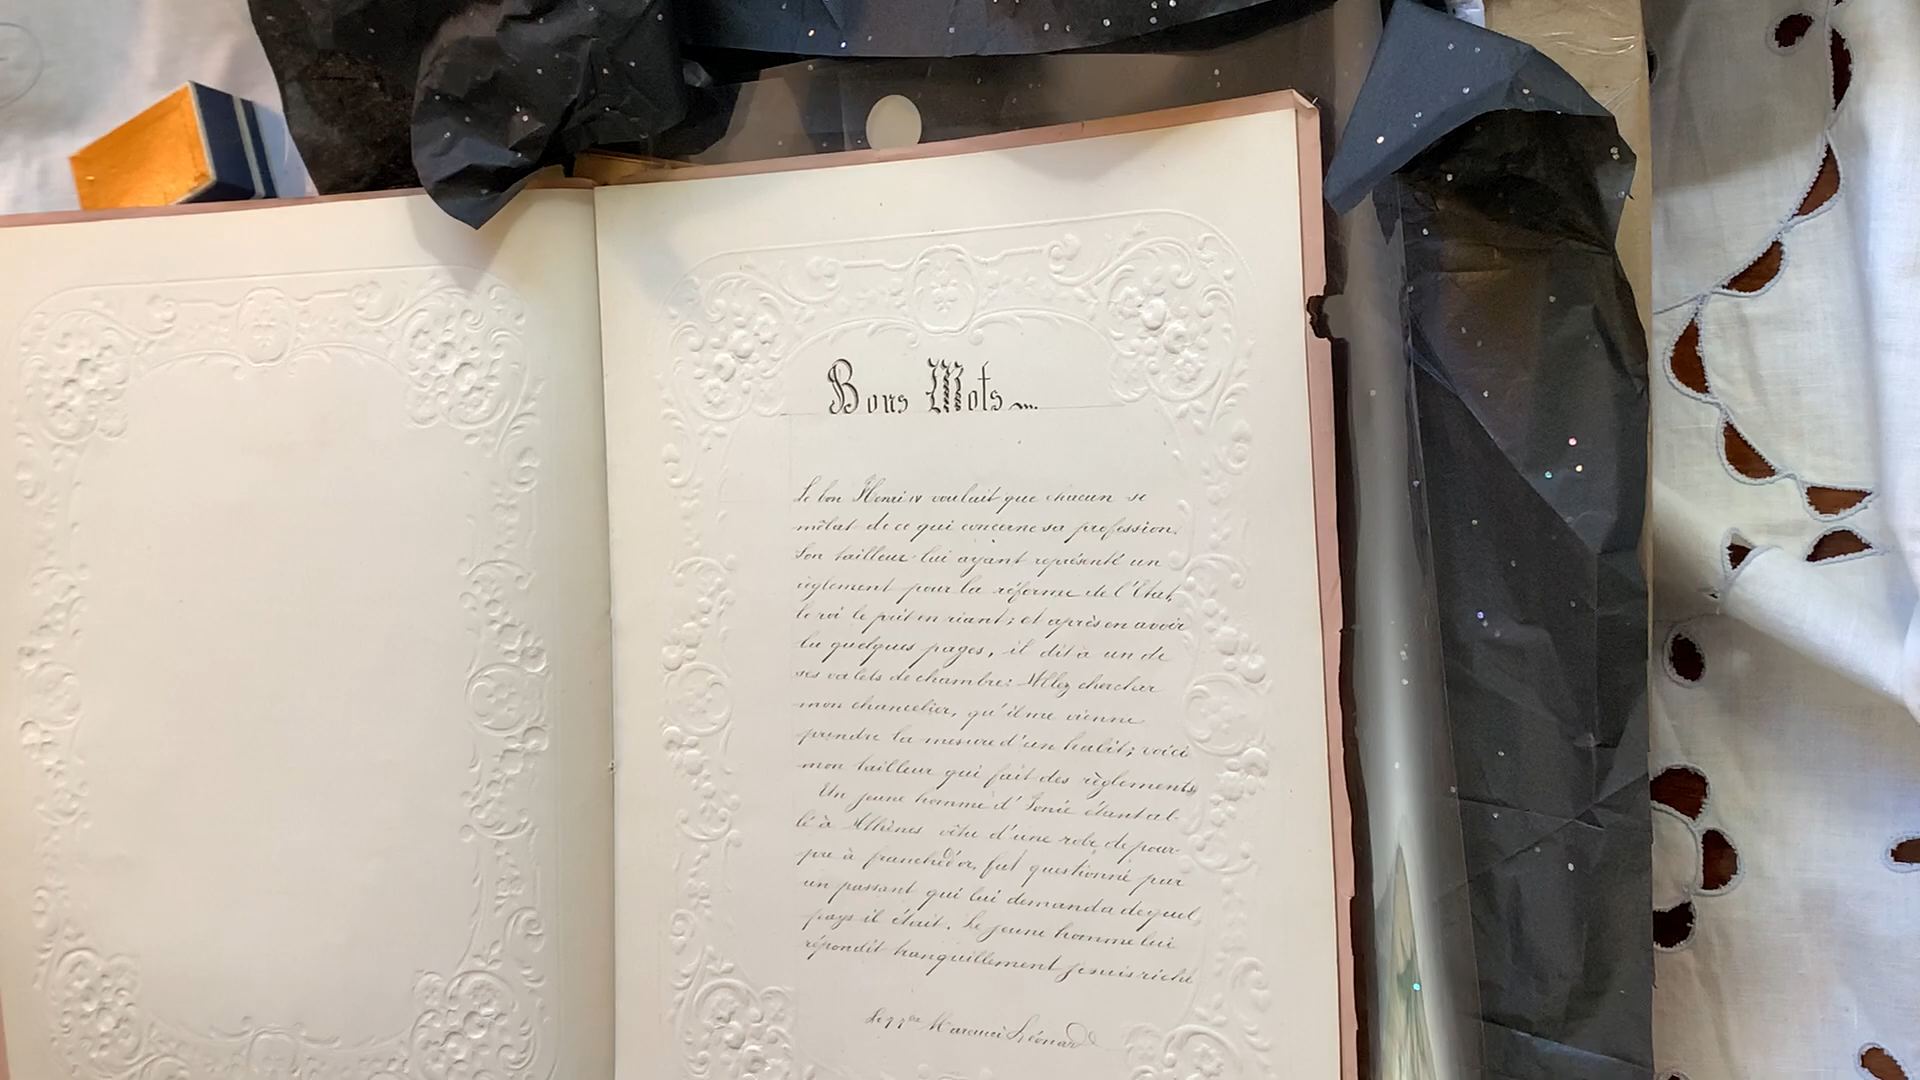 Bons Mots
Le bon Henri IV voulait que chacun se
mêlat de ce qui concerne sa profession.
Son tailleur lui ayant représenté un
règlement pour la réforme de l'Etat,
le roi le prit en riant ; et après en avoir
lu quelques pages, il dit à un de
ses valets de chambre: Allez chercher
mon chancelier, qu'il me vienne
prendre la mesure d'un habit; voici
mon tailleur qui fait des règlements
Un jeune homme d'Ionie étant al-
lé à Athènes vêtu d'une robe de pour-
pre à franche d'or, fut questionné par
un passant qui lui demanda de quel
pays il était. Le jeune homme lui
répondit tranquillement je suis riche
Léonard